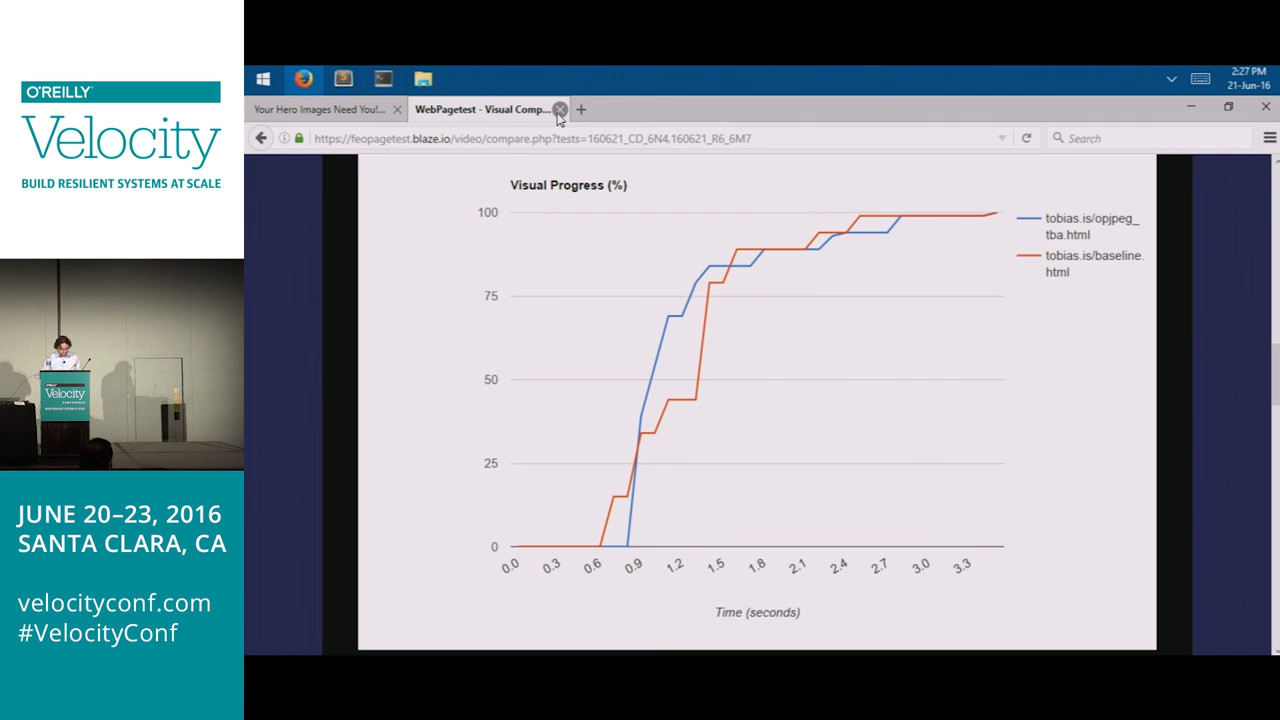 O'REILLY
Velocity
BUILD RESILIENT SYSTEMS AT SCALE
Velocity
CONFERENCE
JUNE 20–23, 2016
SANTA CLARA, CA
velocityconf.com
#VelocityConf
2:27 PM
21-Jun-16
Your Hero Images Need You!...
WebPagetest - Visual Comp...
https://feopagetest.blaze.io/video/compare.php?tests=160621_CD_6N4,160621_R6_6M7
Search
Visual Progress (%)
100
75
50
25
0
0.0 0.3 0.6 0.9 1.2 1.5 1.8 2.1 2.4 2.7 3.0 3.3
Time (seconds)
tobias.is/opjpeg_
tba.html
tobias.is/baseline.
html